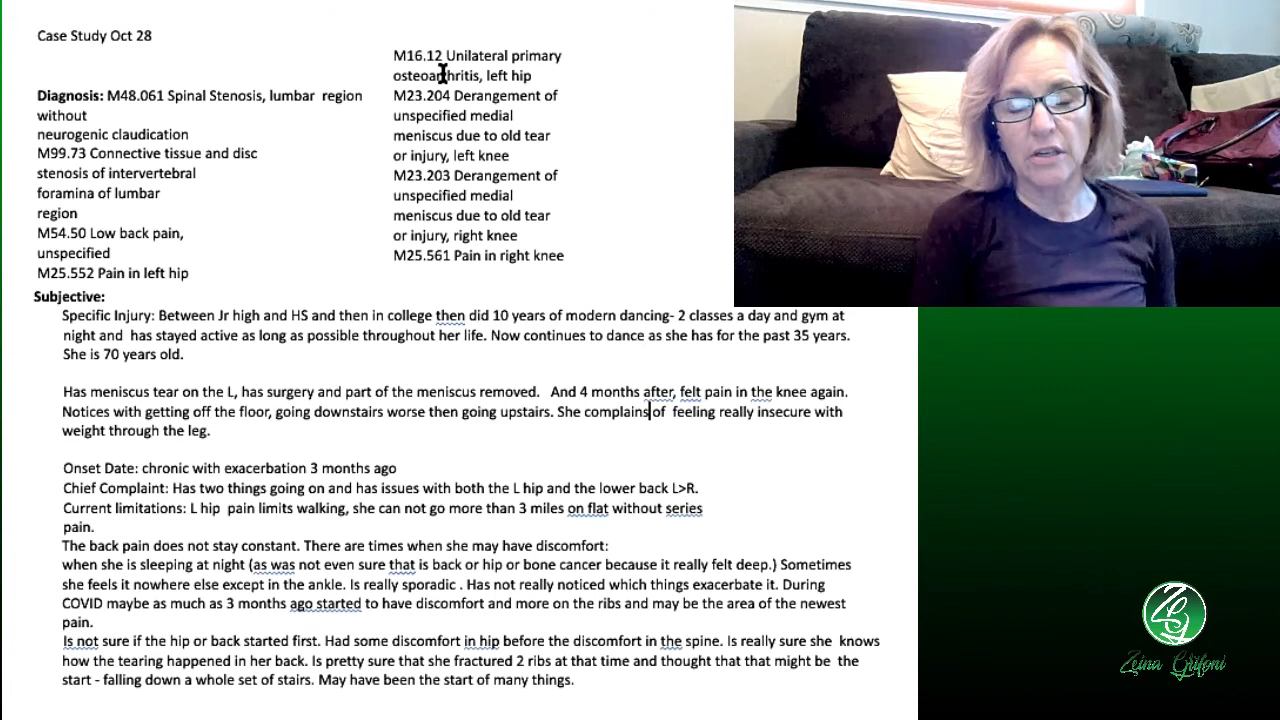 Case Study Oct 28
Diagnosis: M48.061 Spinal Stenosis, lumbar region
without
neurogenic claudication
M99.73 Connective tissue and disc
stenosis of intervertebral
foramina of lumbar
region
M54.50 Low back pain,
unspecified
M25.552 Pain in left hip
M16.12 Unilateral primary
osteoarthritis, left hip
M23.204 Derangement of
unspecified medial
meniscus due to old tear
or injury, left knee
M23.203 Derangement of
unspecified medial
meniscus due to old tear
or injury, right knee
M25.561 Pain in right knee
Subjective:
Specific Injury: Between Jr high and HS and then in college then did 10 years of modern dancing- 2 classes a day and gym at
night and has stayed active as long as possible throughout her life. Now continues to dance as she has for the past 35 years.
She is 70 years old.
Has meniscus tear on the L, has surgery and part of the meniscus removed. And 4 months after, felt pain in the knee again.
Notices with getting off the floor, going downstairs worse then going upstairs. She complains of feeling really insecure with
weight through the leg.
Onset Date: chronic with exacerbation 3 months ago
Chief Complaint: Has two things going on and has issues with both the L hip and the lower back L>R.
Current limitations: L hip pain limits walking, she can not go more than 3 miles on flat without series
pain.
The back pain does not stay constant. There are times when she may have discomfort:
when she is sleeping at night (as was not even sure that is back or hip or bone cancer because it really felt deep.) Sometimes
she feels it nowhere else except in the ankle. Is really sporadic . Has not really noticed which things exacerbate it. During
COVID maybe as much as 3 months ago started to have discomfort and more on the ribs and may be the area of the newest
pain.
Is not sure if the hip or back started first. Had some discomfort in hip before the discomfort in the spine. Is really sure she knows
how the tearing happened in her back. Is pretty sure that she fractured 2 ribs at that time and thought that that might be the
start - falling down a whole set of stairs. May have been the start of many things.
ZG
Zeina Grifoni